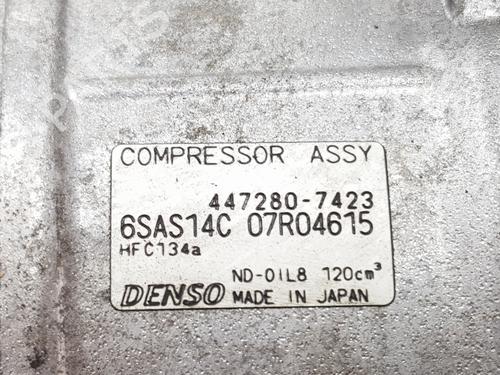 COMPRESSOR ASSY
447280-7423
6SAS14C 07R04615
HFC134a
ND-OIL8 120cm³
DENSO MADE IN JAPAN